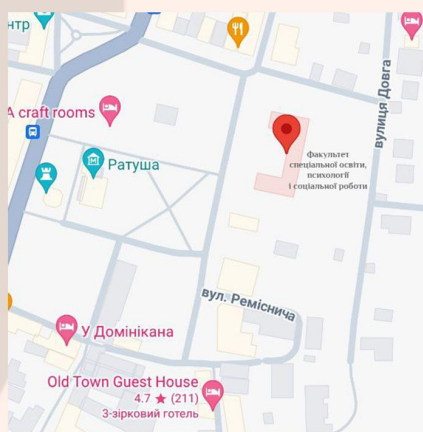 нтр
A craft rooms
Ратуша
вулиця Довга
факультет
спеціальної освіти,
психології
і соціальної роботи
вул. Реміснича
У Домінікана
Old Town Guest House
4.7 ★ (211)
3-зірковий готель